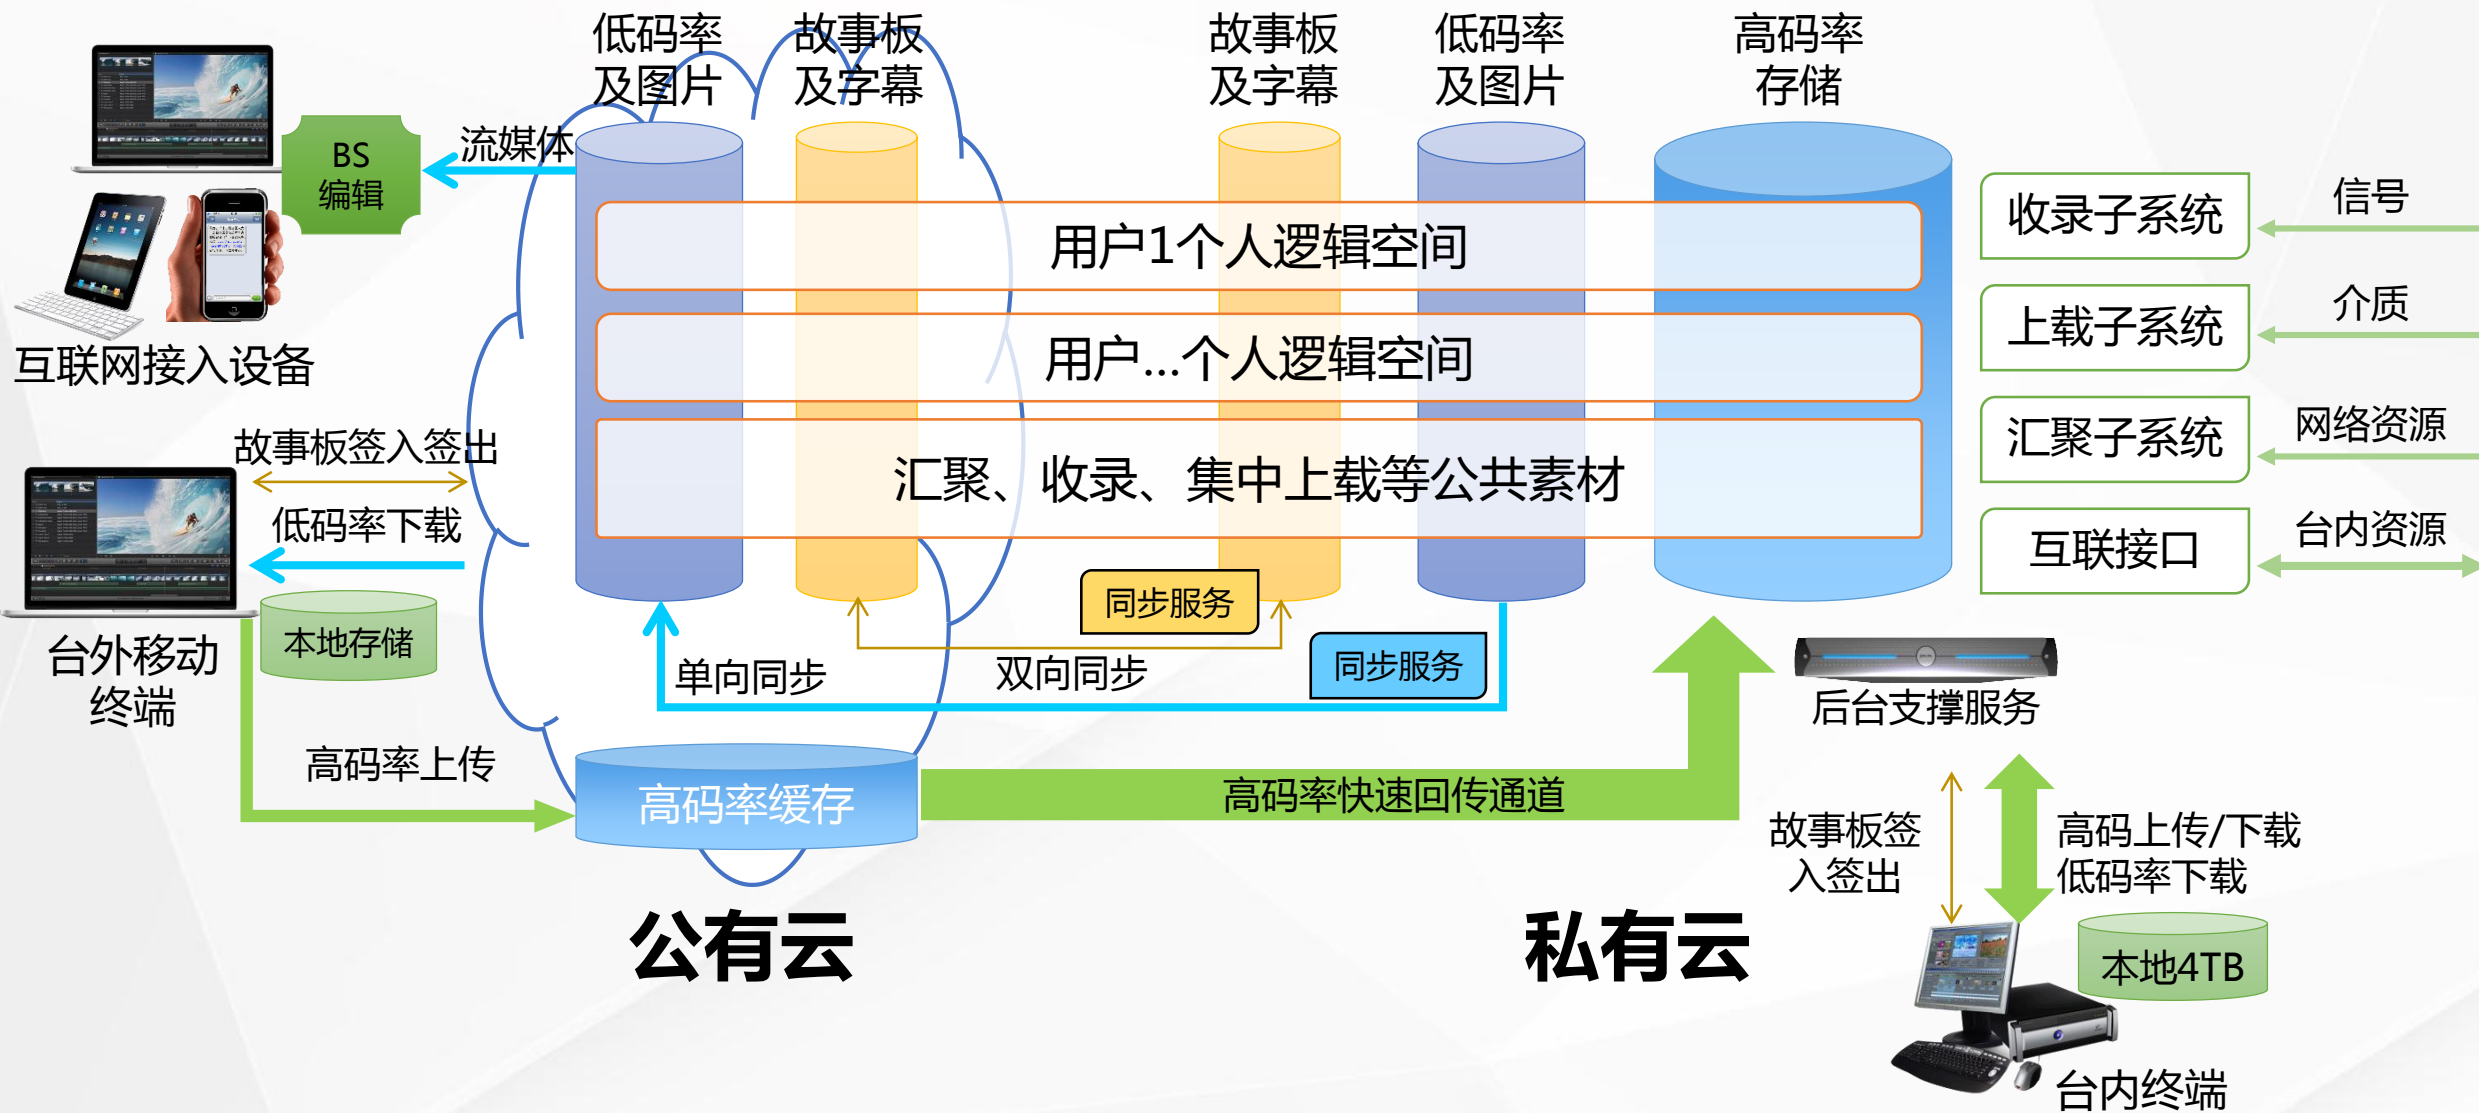 低码率
及图片
故事板
及字幕
故事板
及字幕
低码率
及图片
高码率
存储
BS
编辑
流媒体
互联网接入设备
用户1个人逻辑空间
用户...个人逻辑空间
汇聚、收录、集中上载等公共素材
收录子系统
信号
上载子系统
介质
汇聚子系统
网络资源
互联接口
台内资源
故事板签入签出
低码率下载
本地存储
台外移动
终端
高码率上传
同步服务
同步服务
单向同步
双向同步
后台支撑服务
高码率缓存
高码率快速回传通道
故事板签
入签出
高码上传/下载
低码率下载
公有云
私有云
本地4TB
台内终端